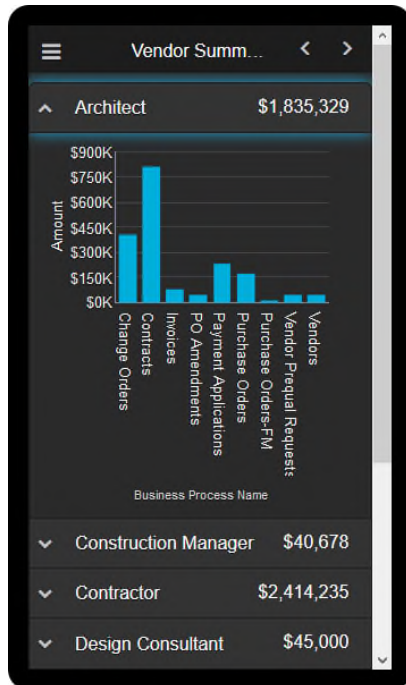 Vendor Summ...
Architect $1,835,329
$900K
$750K
$600K
$450K
$300K
$150K
$0K
Amount
Change Orders
Contracts
Invoices
PO Amendments
Payment Applications
Purchase Orders
Purchase Orders-FM
Vendor Prequal Requests
Vendors
Business Process Name
Construction Manager $40,678
Contractor $2,414,235
Design Consultant $45,000